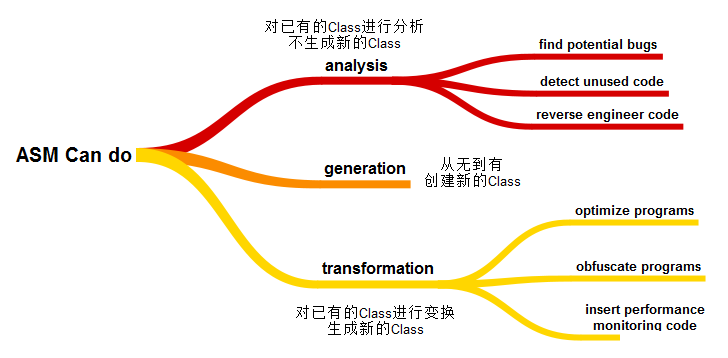 ASM Can do
对已有的Class进行分析
不生成新的Class
analysis
find potential bugs
detect unused code
reverse engineer code
generation
从无到有
创建新的Class
transformation
对已有的Class进行变换
生成新的Class
optimize programs
obfuscate programs
insert performance
monitoring code